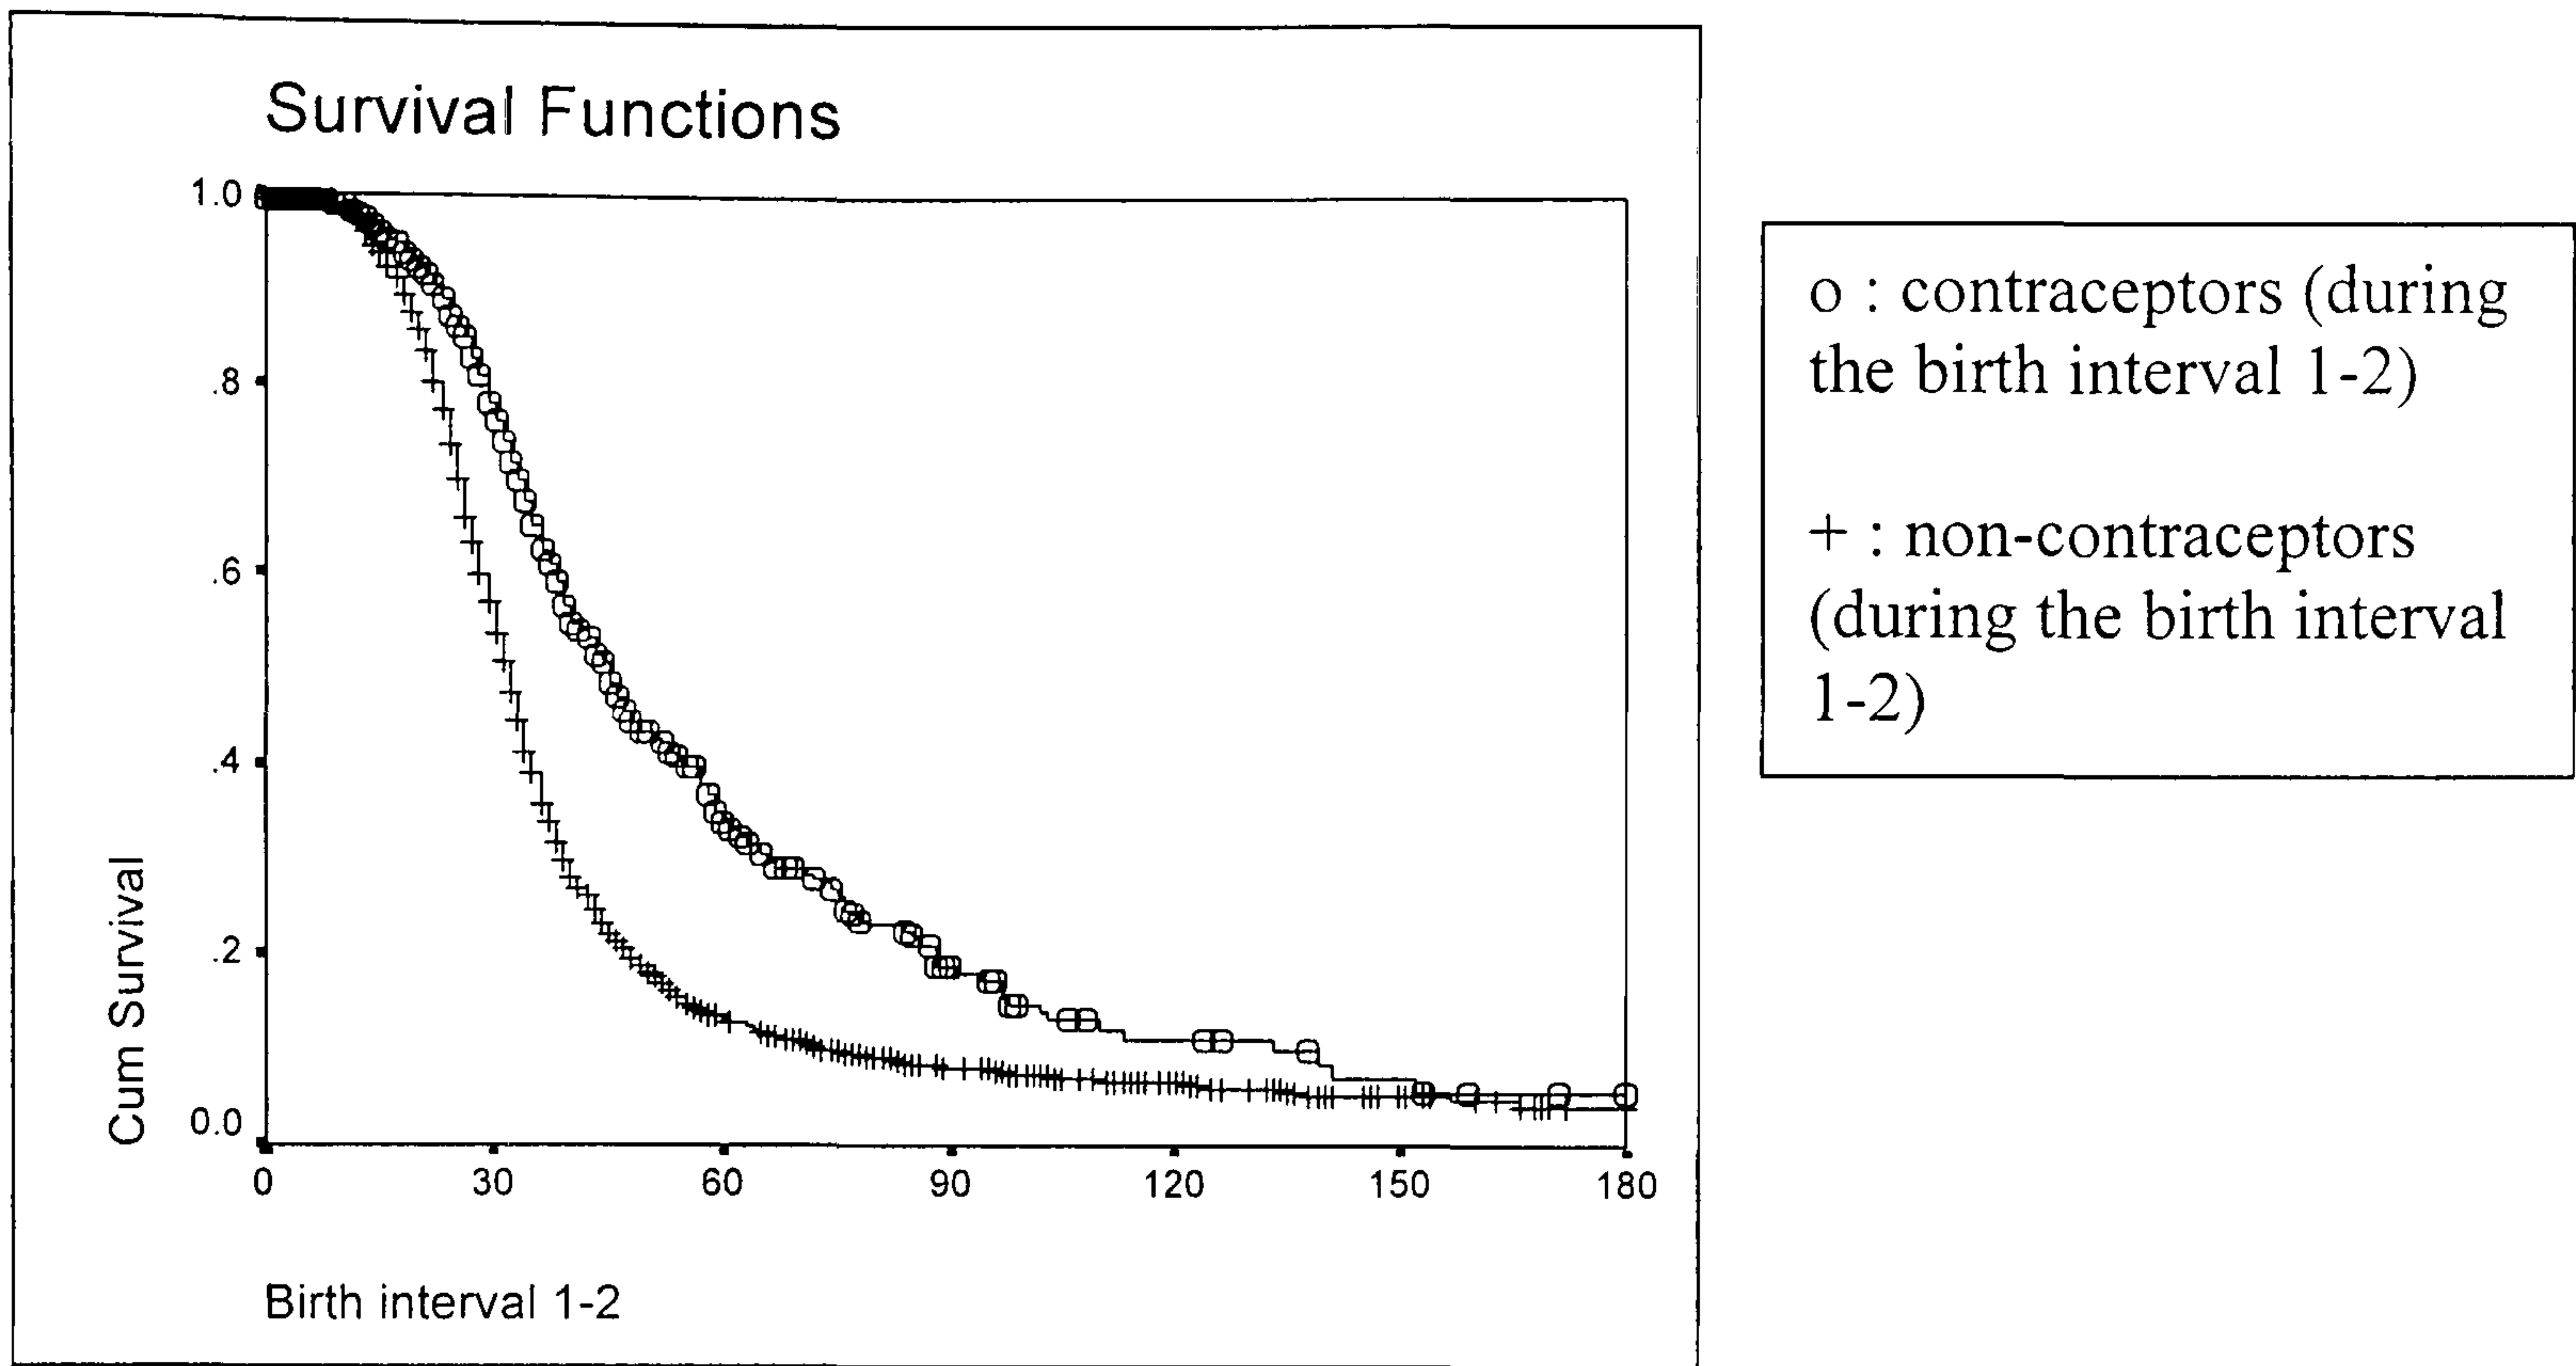 Survival Functions
1.0
.8
.6
.4
.2
0.0
Cum Survival
0 30 60 90 120 150 180
Birth interval 1-2
o : contraceptors (during
the birth interval 1-2)
+ : non-contraceptors
(during the birth interval
1-2)